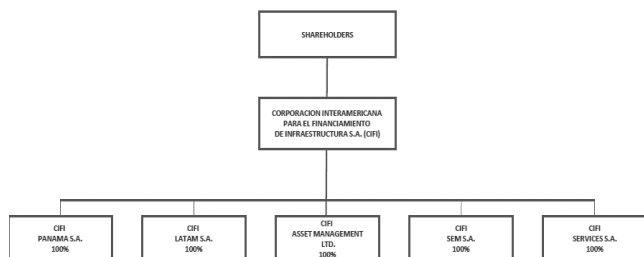 SHAREHOLDERS
CORPORACION INTERAMERICANA
PARA EL FINANCIAMIENTO
DE INFRAESTRUCTURA S.A. (CIFI)
CIFI
PANAMA S.A.
100%
CIFI
LATAM S.A.
100%
CIFI
ASSET MANAGEMENT
LTD.
100%
CIFI
SEM S.A.
100%
CIFI
SERVICES S.A.
100%